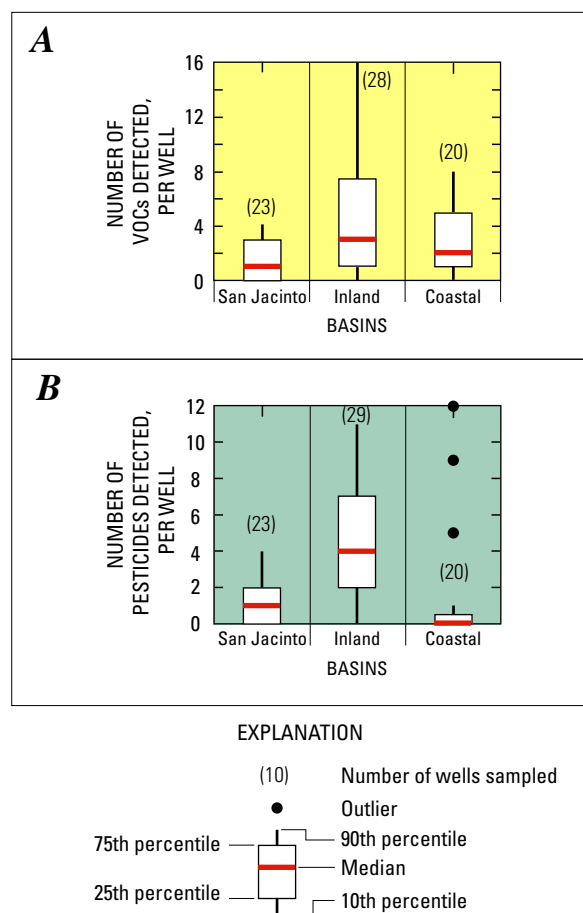 A
NUMBER OF
VOCs DETECTED,
PER WELL
16
12
8
4
0
(23)
(28)
(20)
San Jacinto Inland Coastal
BASINS
B
NUMBER OF
PESTICIDES DETECTED,
PER WELL
12
10
8
6
4
2
0
(23)
(29)
(20)
San Jacinto Inland Coastal
BASINS
EXPLANATION
(10) Number of wells sampled
Outlier
90th percentile
75th percentile
Median
25th percentile
10th percentile